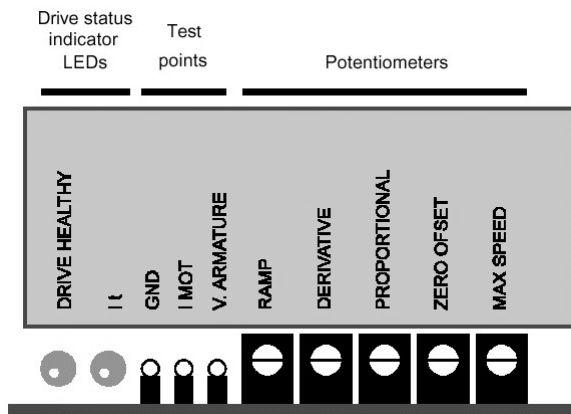 Drive status
indicator
LEDs
Test
points
Potentiometers
DRIVE HEALTHY
I t
GND
I MOT
V. ARMATURE
RAMP
DERIVATIVE
PROPORTIONAL
ZERO OFSET
MAX SPEED